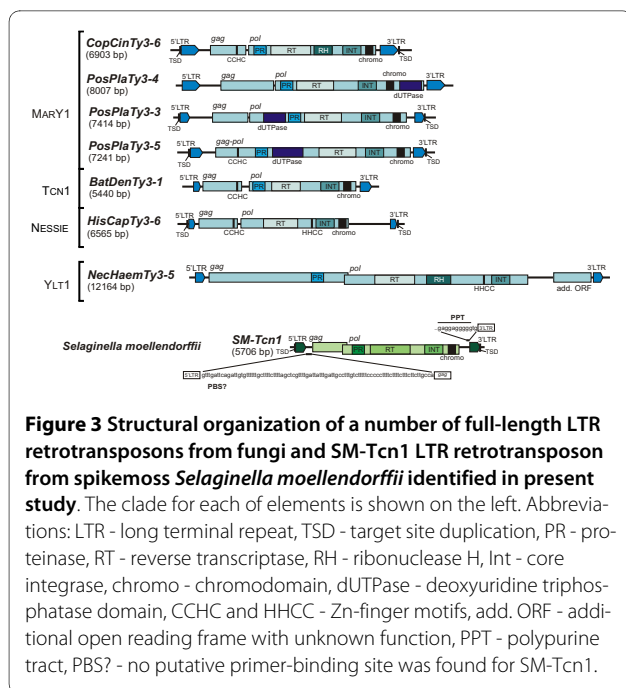 5'LTR gag pol 3'LTR
CopCinTy3-6
(6903 bp)
PR RT RH INT
TSD CCHC chromo TSD
5'LTR gag pol chromo 3'LTR
PosPlaTy3-4
(8007 bp)
PR RT INT dUTPase
MARY1
5'LTR gag pol 3'LTR
PosPlaTy3-3
(7414 bp)
PR RT INT
TSD dUTPase chromo TSD
5'LTR gag-pol 3'LTR
PosPlaTy3-5
(7241 bp)
PR RT INT
TSD CCHC dUTPase chromo TSD
TCN1
5'LTR gag pol 3'LTR
BatDenTy3-1
(5440 bp)
PR RT INT
CCHC chromo
NESSIE
5'LTR gag pol 3'LTR
HisCapTy3-6
(6565 bp)
RT INT
TSD CCHC HHCC chromo TSD
YLT1
5'LTR gag pol 3'LTR
NecHaemTy3-5
(12164 bp)
PR RT RH INT
HHCC add. ORF
PPT
3'LTR
Selaginella moellendorffii
SM-Tcn1
(5706 bp)
5'LTR gag pol 3'LTR
PR RT INT
TSD chromo TSD
5'LTR
gag
PBS?
Figure 3 Structural organization of a number of full-length LTR
retrotransposons from fungi and SM-Tcn1 LTR retrotransposon
from spikemoss Selaginella moellendorffii identified in present
study. The clade for each of elements is shown on the left. Abbrevia-
tions: LTR - long terminal repeat, TSD - target site duplication, PR - pro-
teinase, RT - reverse transcriptase, RH - ribonuclease H, Int - core
integrase, chromo - chromodomain, dUTPase - deoxyuridine triphos-
phatase domain, CCHC and HHCC - Zn-finger motifs, add. ORF - addi-
tional open reading frame with unknown function, PPT - polypurine
tract, PBS? - no putative primer-binding site was found for SM-Tcn1.